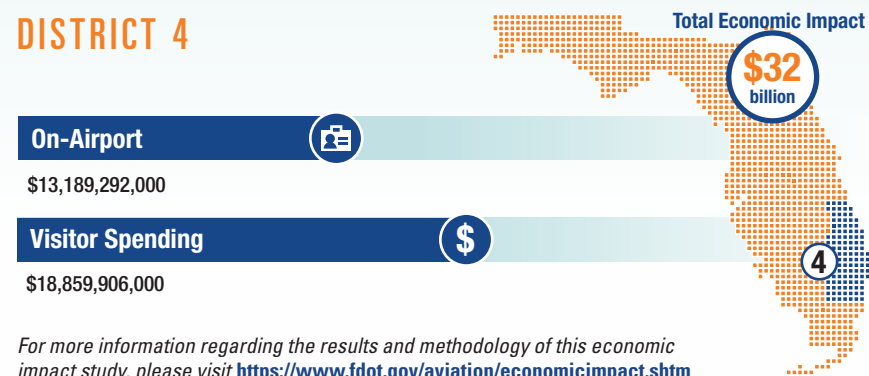 DISTRICT 4
Total Economic Impact
$32
billion
On-Airport
$13,189,292,000
Visitor Spending
$
$18,859,906,000
4
For more information regarding the results and methodology of this economic
impact study, please visit https://www.fdot.gov/aviation/economicimpact.shtm